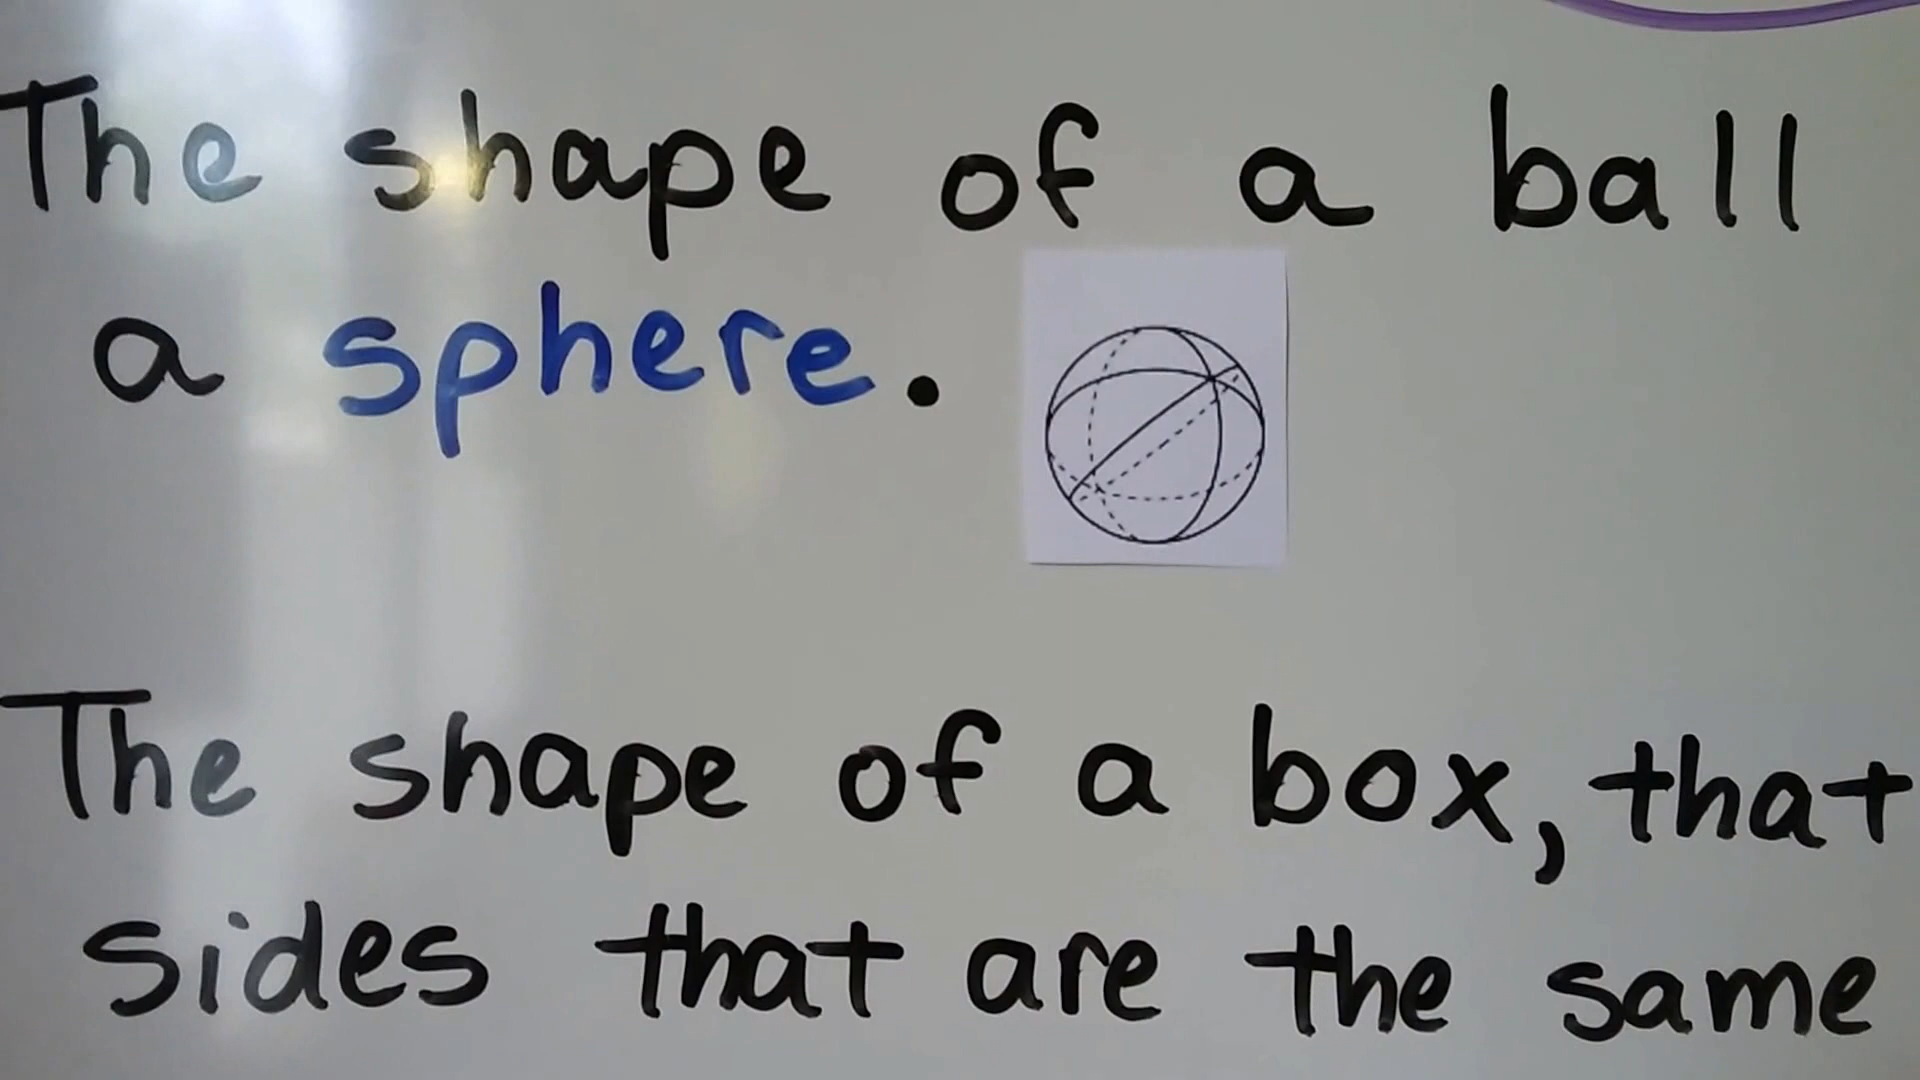 The shape of a ball
a sphere.
The shape of a box, that
sides that are the same